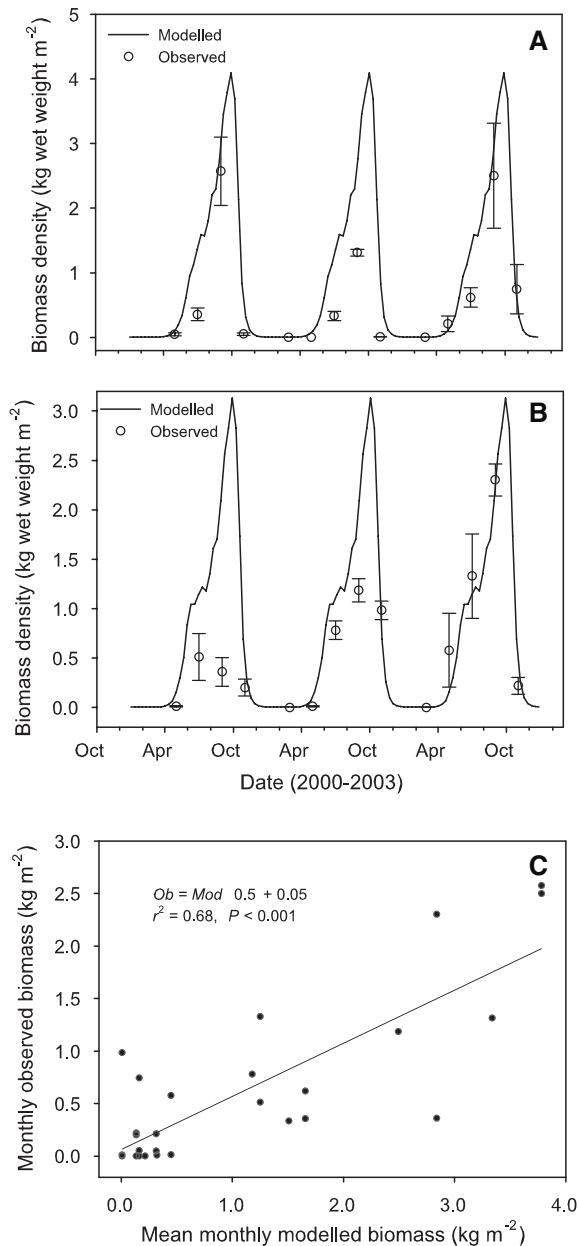 A
Modelled
Observed
Biomass density (kg wet weight m-2)
5
4
3
2
1
0
B
Modelled
Observed
Biomass density (kg wet weight m-2)
3.0
2.5
2.0
1.5
1.0
0.5
0.0
Oct Apr Oct Apr Oct Apr Oct
Date (2000-2003)
C
Ob = Mod 0.5 + 0.05
r2 = 0.68, P < 0.001
Monthly observed biomass (kg m-2)
3.0
2.5
2.0
1.5
1.0
0.5
0.0
0.0 1.0 2.0 3.0 4.0
Mean monthly modelled biomass (kg m-2)